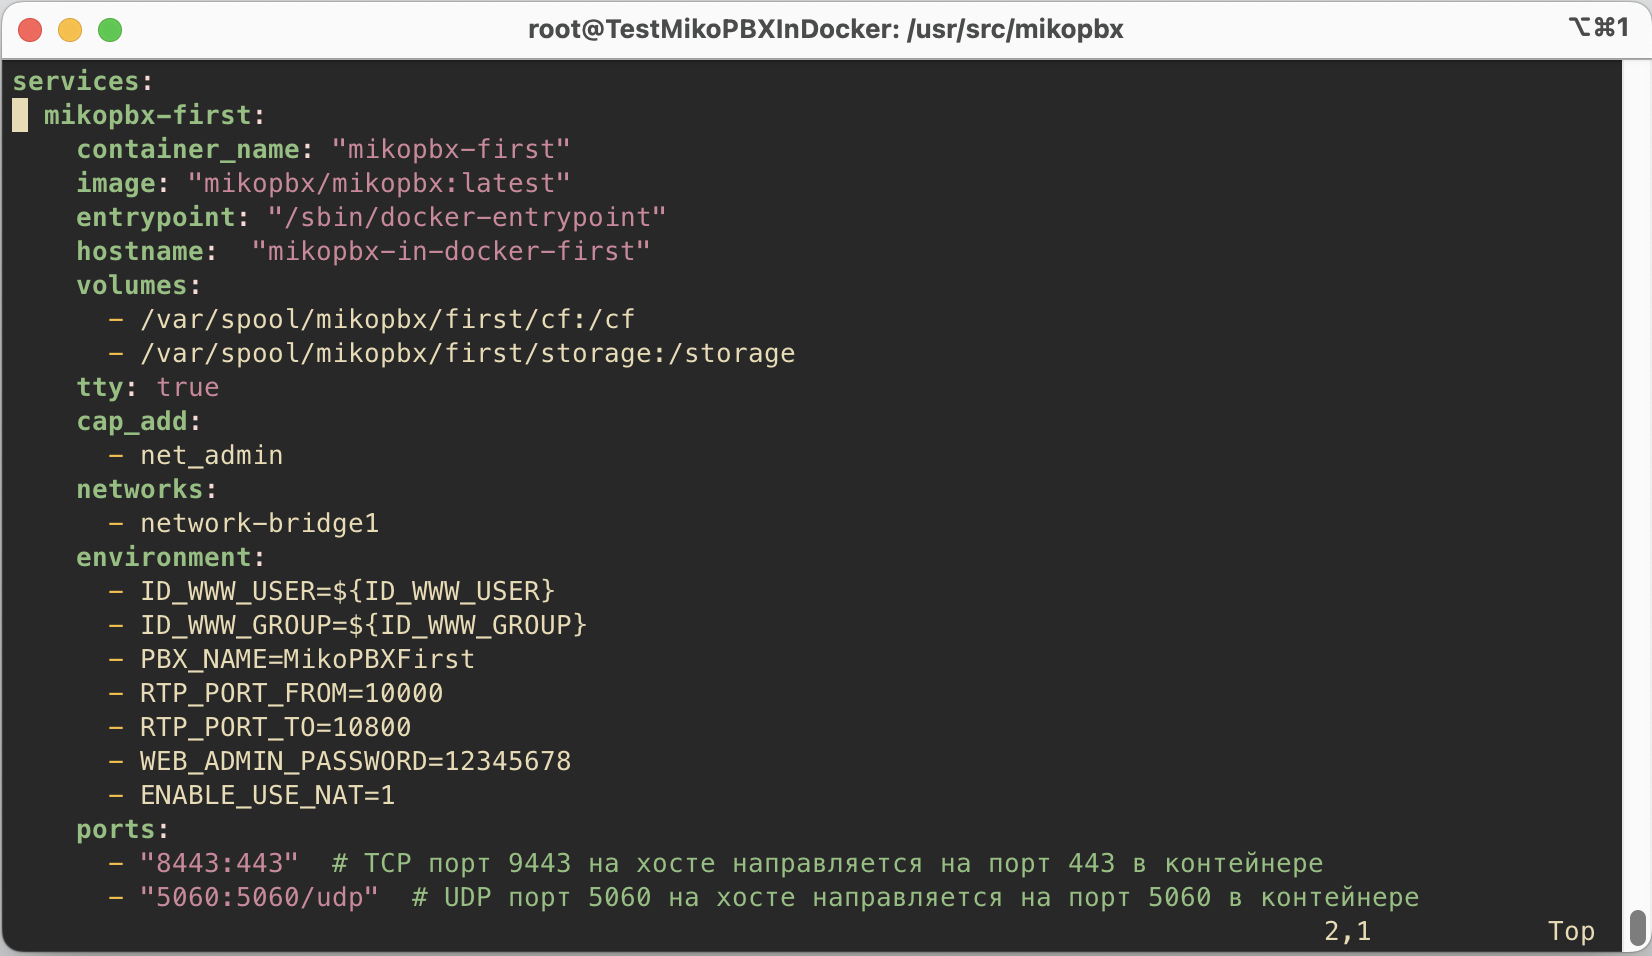 root@TestMikoPBXInDocker: /usr/src/mikopbx
⌥⌘1
services:
  mikopbx-first:
    container_name: "mikopbx-first"
    image: "mikopbx/mikopbx:latest"
    entrypoint: "/sbin/docker-entrypoint"
    hostname:  "mikopbx-in-docker-first"
    volumes:
      - /var/spool/mikopbx/first/cf:/cf
      - /var/spool/mikopbx/first/storage:/storage
    tty: true
    cap_add:
      - net_admin
    networks:
      - network-bridge1
    environment:
      - ID_WWW_USER=${ID_WWW_USER}
      - ID_WWW_GROUP=${ID_WWW_GROUP}
      - PBX_NAME=MikoPBXFirst
      - RTP_PORT_FROM=10000
      - RTP_PORT_TO=10800
      - WEB_ADMIN_PASSWORD=12345678
      - ENABLE_USE_NAT=1
    ports:
      - "8443:443"  # TCP порт 9443 на хосте направляется на порт 443 в контейнере
      - "5060:5060/udp"  # UDP порт 5060 на хосте направляется на порт 5060 в контейнере
2,1 Top